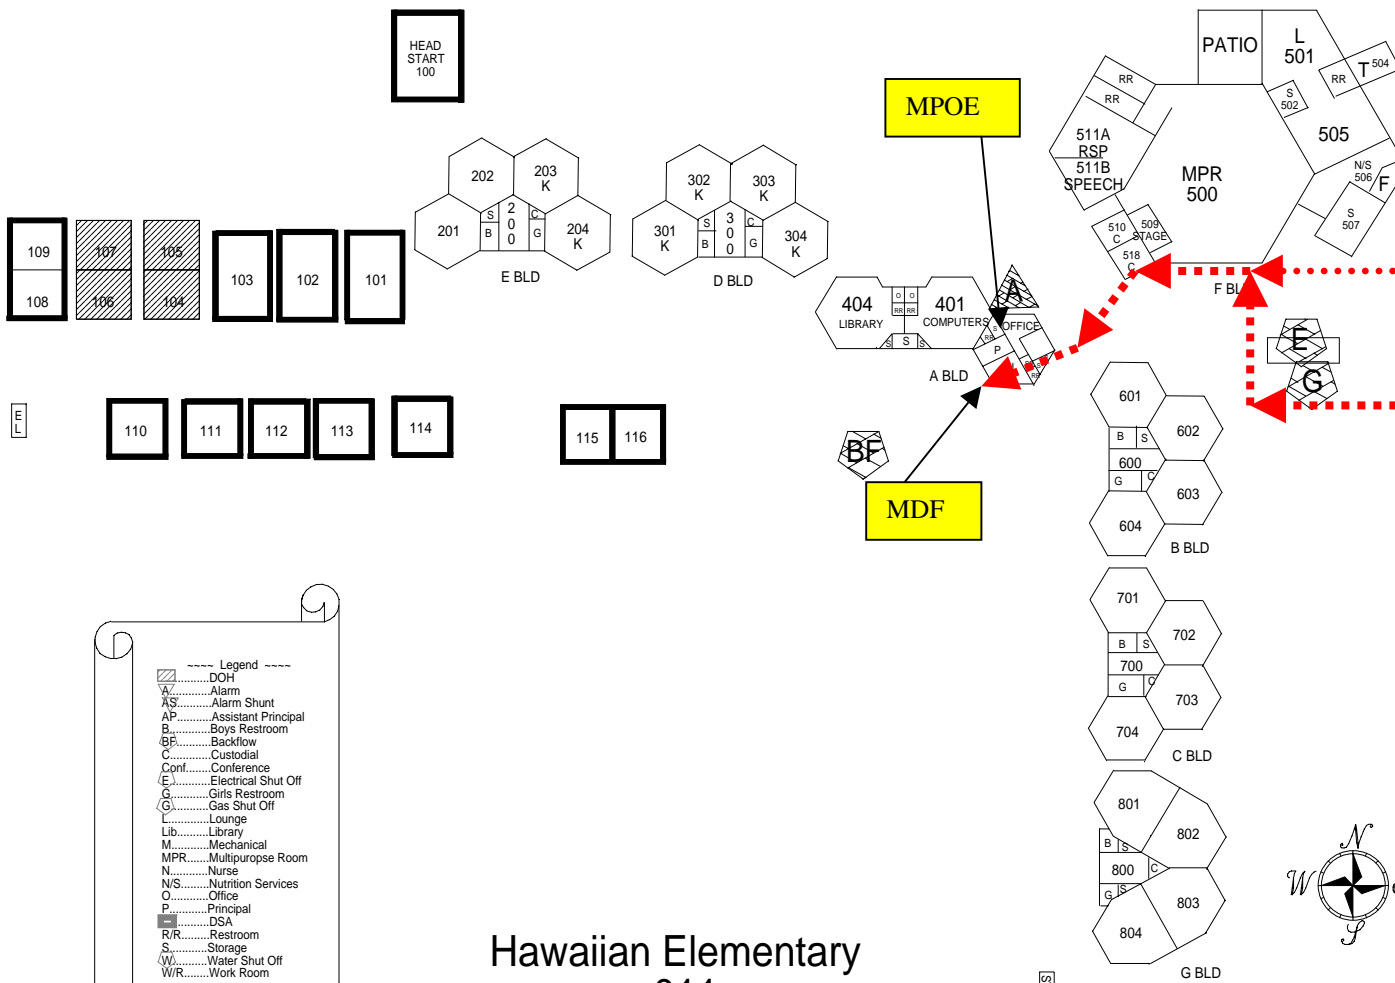 HEAD
START
100
MPOE
PATIO
L
501
T 504
RR
S
502
505
RR
RR
511A
RSP
511B
SPEECH
MPR
500
N/S
506
F
S
507
510
C
509
STAGE
518
C
F BL
202
203
K
201
S
B
2
0
0
C
G
204
K
E BLD
302
K
303
K
301
K
S
B
3
0
0
C
G
304
K
D BLD
109
108
107
106
105
104
103
102
101
404
LIBRARY
O
O
RR
RR
401
COMPUTERS
S
S
S
A
OFFICE
S
RR
P
S
RR
A BLD
E
G
E
L
110
111
112
113
114
115
116
BF
MDF
601
602
B
S
600
G
C
603
604
B BLD
701
702
B
S
700
G
C
703
704
C BLD
801
802
B
S
800
C
G
S
803
804
G BLD
~~~~ Legend ~~~~
..........DOH
A............Alarm
AS..........Alarm Shunt
AP...........Assistant Principal
B............Boys Restroom
BF..........Backflow
C............Custodial
Conf........Conference
E............Electrical Shut Off
G............Girls Restroom
G...........Gas Shut Off
L............Lounge
Lib..........Library
M............Mechanical
MPR.......Multipuropse Room
N............Nurse
N/S.........Nutrition Services
O............Office
P............Principal
..........DSA
R/R.........Restroom
S............Storage
W...........Water Shut Off
W/R........Work Room
N
W
S
Hawaiian Elementary
S